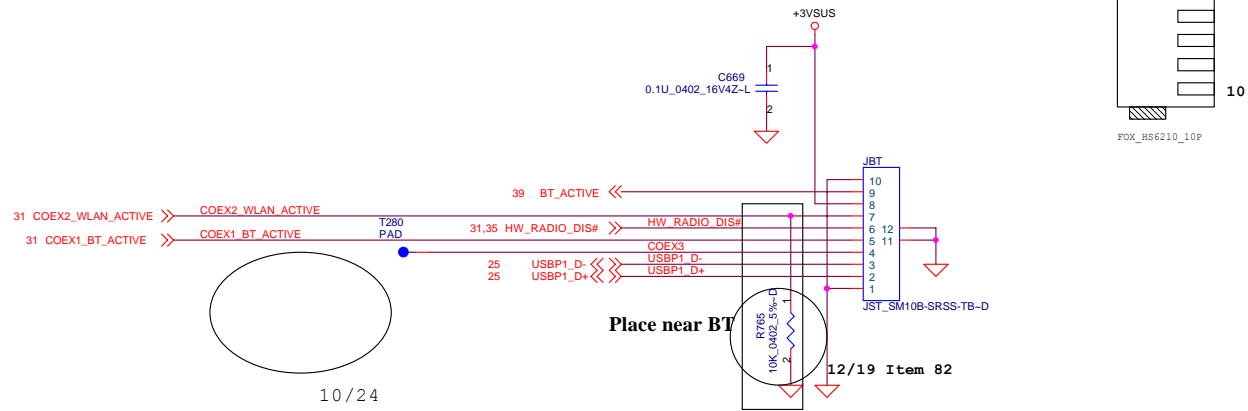 +3VSUS
1
C669
0.1U_0402_16V4Z~L
2
10
FOX_HS6210_10P
JBT
10
39 BT_ACTIVE
9
8
31 COEX2_WLAN_ACTIVE
COEX2_WLAN_ACTIVE
7
T280
PAD
31,35 HW_RADIO_DIS#
HW_RADIO_DIS#
6 12
31 COEX1_BT_ACTIVE
COEX1_BT_ACTIVE
5 11
COEX3
4
25 USBP1_D-
USBP1_D-
3
25 USBP1_D+
USBP1_D+
2
1
JST_SM10B-SRSS-TB~D
1
R765
10K_0402_5%~D
2
Place near BT
12/19 Item 82
10/24